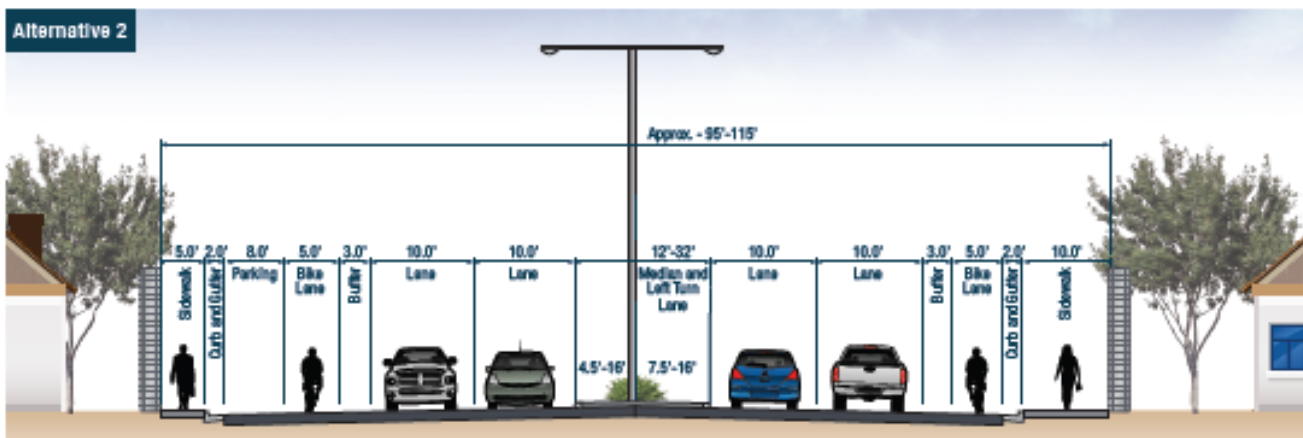 Alternative 2
Approx. - 95'-115'
5.0' 2.0' 8.0' 5.0' 3.0' 10.0' 10.0' 12'-32' 10.0' 10.0' 3.0' 5.0' 2.0' 10.0'
Sidewalk
Curb and Gutter
Parking
Bike
Lane
Buffer
Lane
Lane
Median and
Left Turn
Lane
Lane
Lane
Buffer
Bike
Lane
Curb and Gutter
Sidewalk
4.5'-16' 7.5'-16'